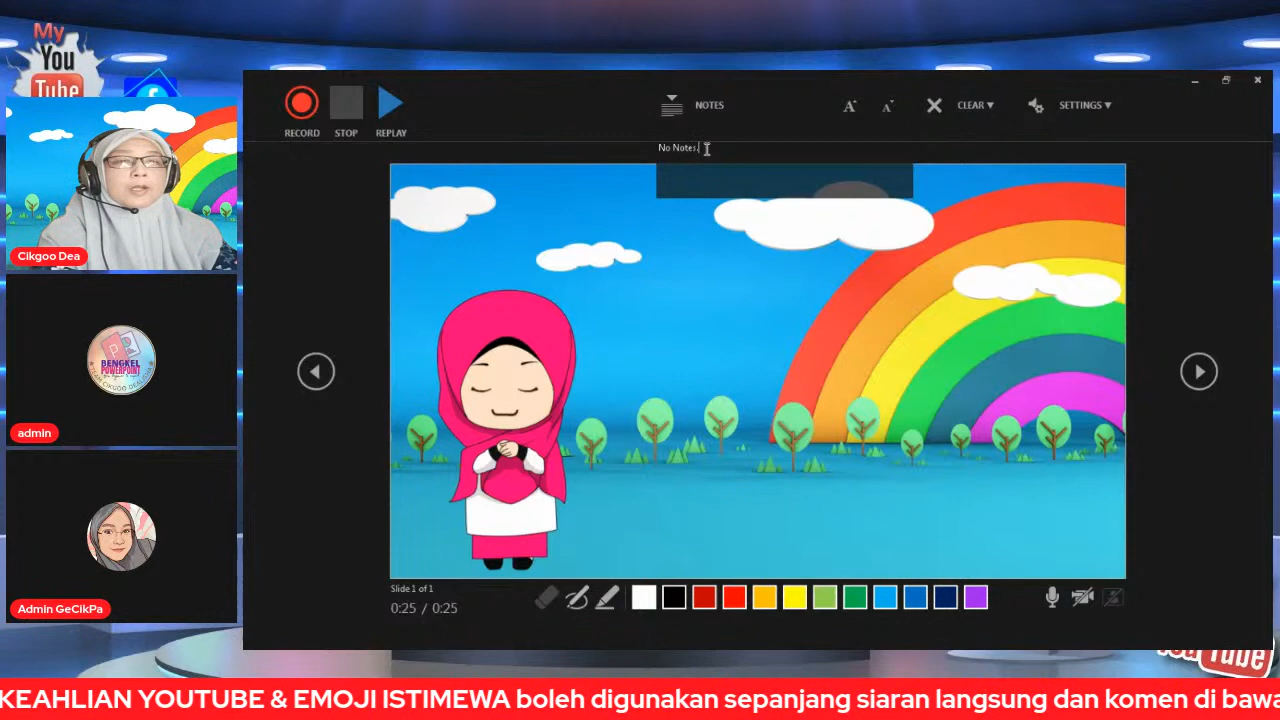 My
You
Tube
RECORD
STOP
REPLAY
NOTES
CLEAR
SETTINGS
No Notes.
Cikgoo Dea
BENGKEL
POWERPOINT
admin
Admin GeCikPa
Slide 1 of 1
0:25 / 0:25
KEAHLIAN YOUTUBE & EMOJI ISTIMEWA boleh digunakan sepanjang siaran langsung dan komen di bawa